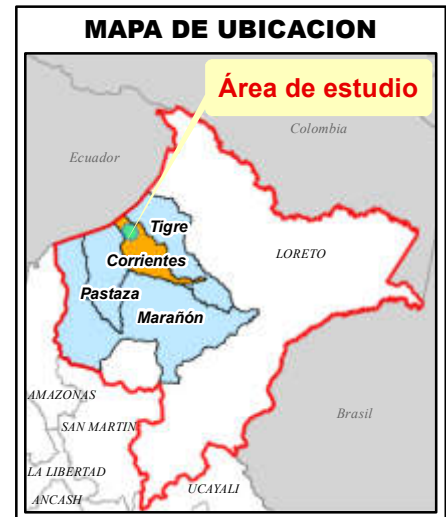 MAPA DE UBICACION
Área de estudio
Colombia
Ecuador
Tigre
LORETO
Corrientes
Pastaza
Marañón
AMAZONAS
SAN MARTIN
Brasil
LA LIBERTAD
UCAYALI
ANCASH